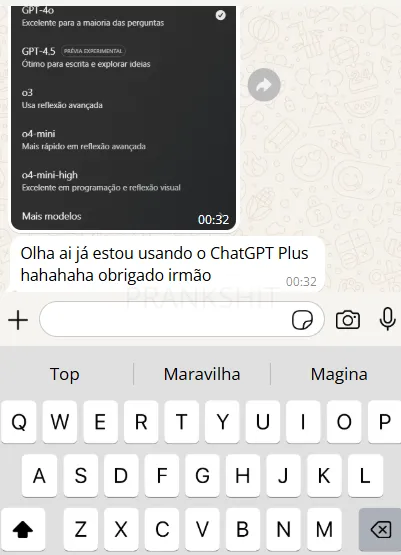 GPT-4o
Excelente para a maioria das perguntas
GPT-4.5 PRÉVIA EXPERIMENTAL
Ótimo para escrita e explorar ideias
o3
Usa reflexão avançada
o4-mini
Mais rápido em reflexão avançada
o4-mini-high
Excelente em programação e reflexão visual
Mais modelos
00:32
Olha ai já estou usando o ChatGPT Plus
hahahaha obrigado irmão
00:32
PRANKSHIT
Top Maravilha Magina
Q W E R T Y U I O P
A S D F G H J K L
Z X C V B N M